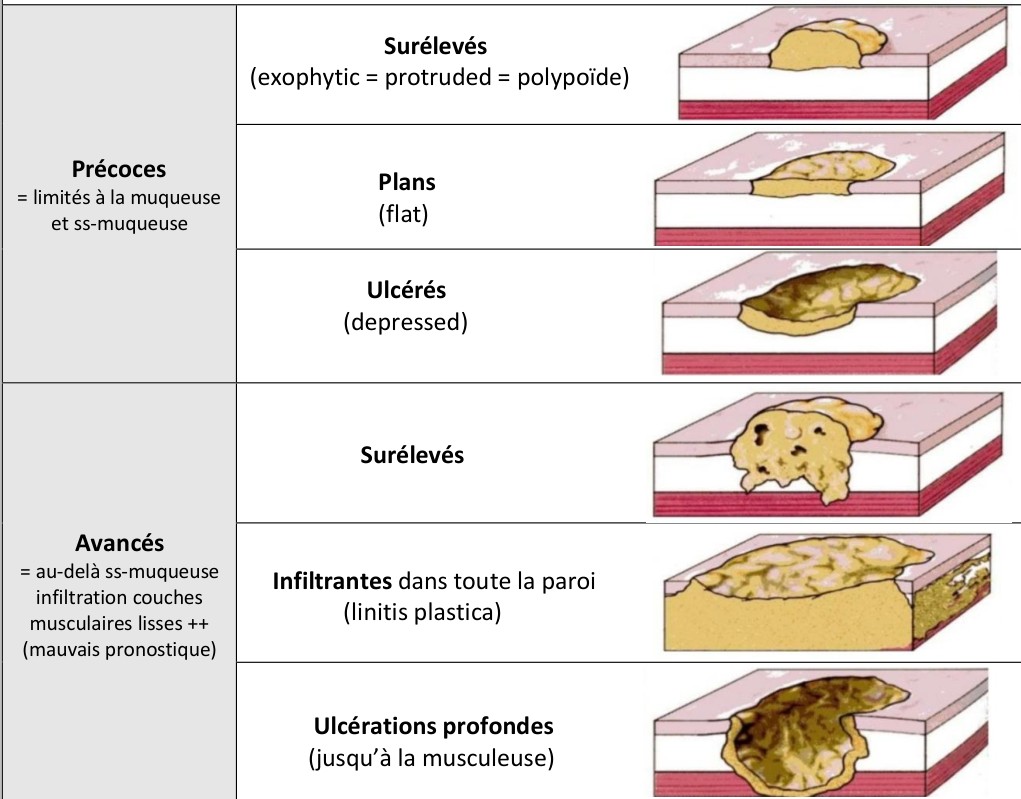 Précoces
= limités à la muqueuse
et ss-muqueuse
Surélevés
(exophytic = protruded = polypoïde)
Plans
(flat)
Ulcérés
(depressed)
Avancés
= au-delà ss-muqueuse
infiltration couches
musculaires lisses ++
(mauvais pronostique)
Surélevés
Infiltrantes dans toute la paroi
(linitis plastica)
Ulcérations profondes
(jusqu’à la musculeuse)